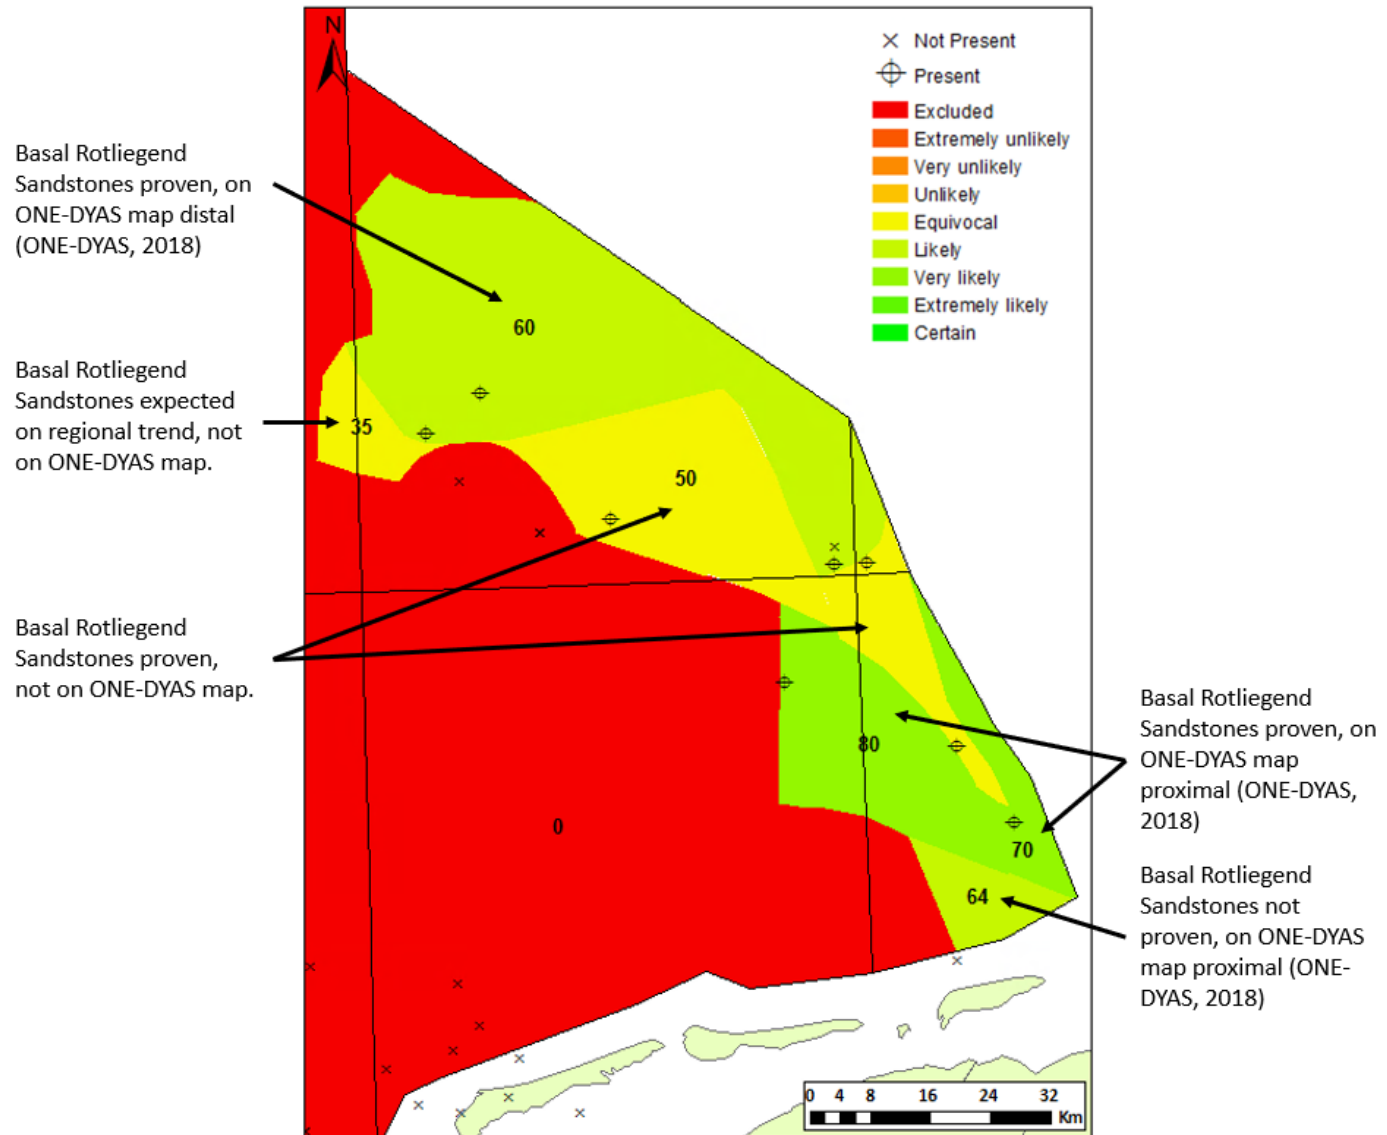 N
Not Present
Present
Excluded
Extremely unlikely
Very unlikely
Unlikely
Equivocal
Likely
Very likely
Extremely likely
Certain
Basal Rotliegend
Sandstones proven, on
ONE-DYAS map distal
(ONE-DYAS, 2018)
60
Basal Rotliegend
Sandstones expected
on regional trend, not
on ONE-DYAS map.
35
50
Basal Rotliegend
Sandstones proven,
not on ONE-DYAS map.
80
0
70
64
Basal Rotliegend
Sandstones proven, on
ONE-DYAS map
proximal (ONE-DYAS,
2018)
Basal Rotliegend
Sandstones not
proven, on ONE-DYAS
map proximal (ONE-
DYAS, 2018)
0 4 8 16 24 32
Km